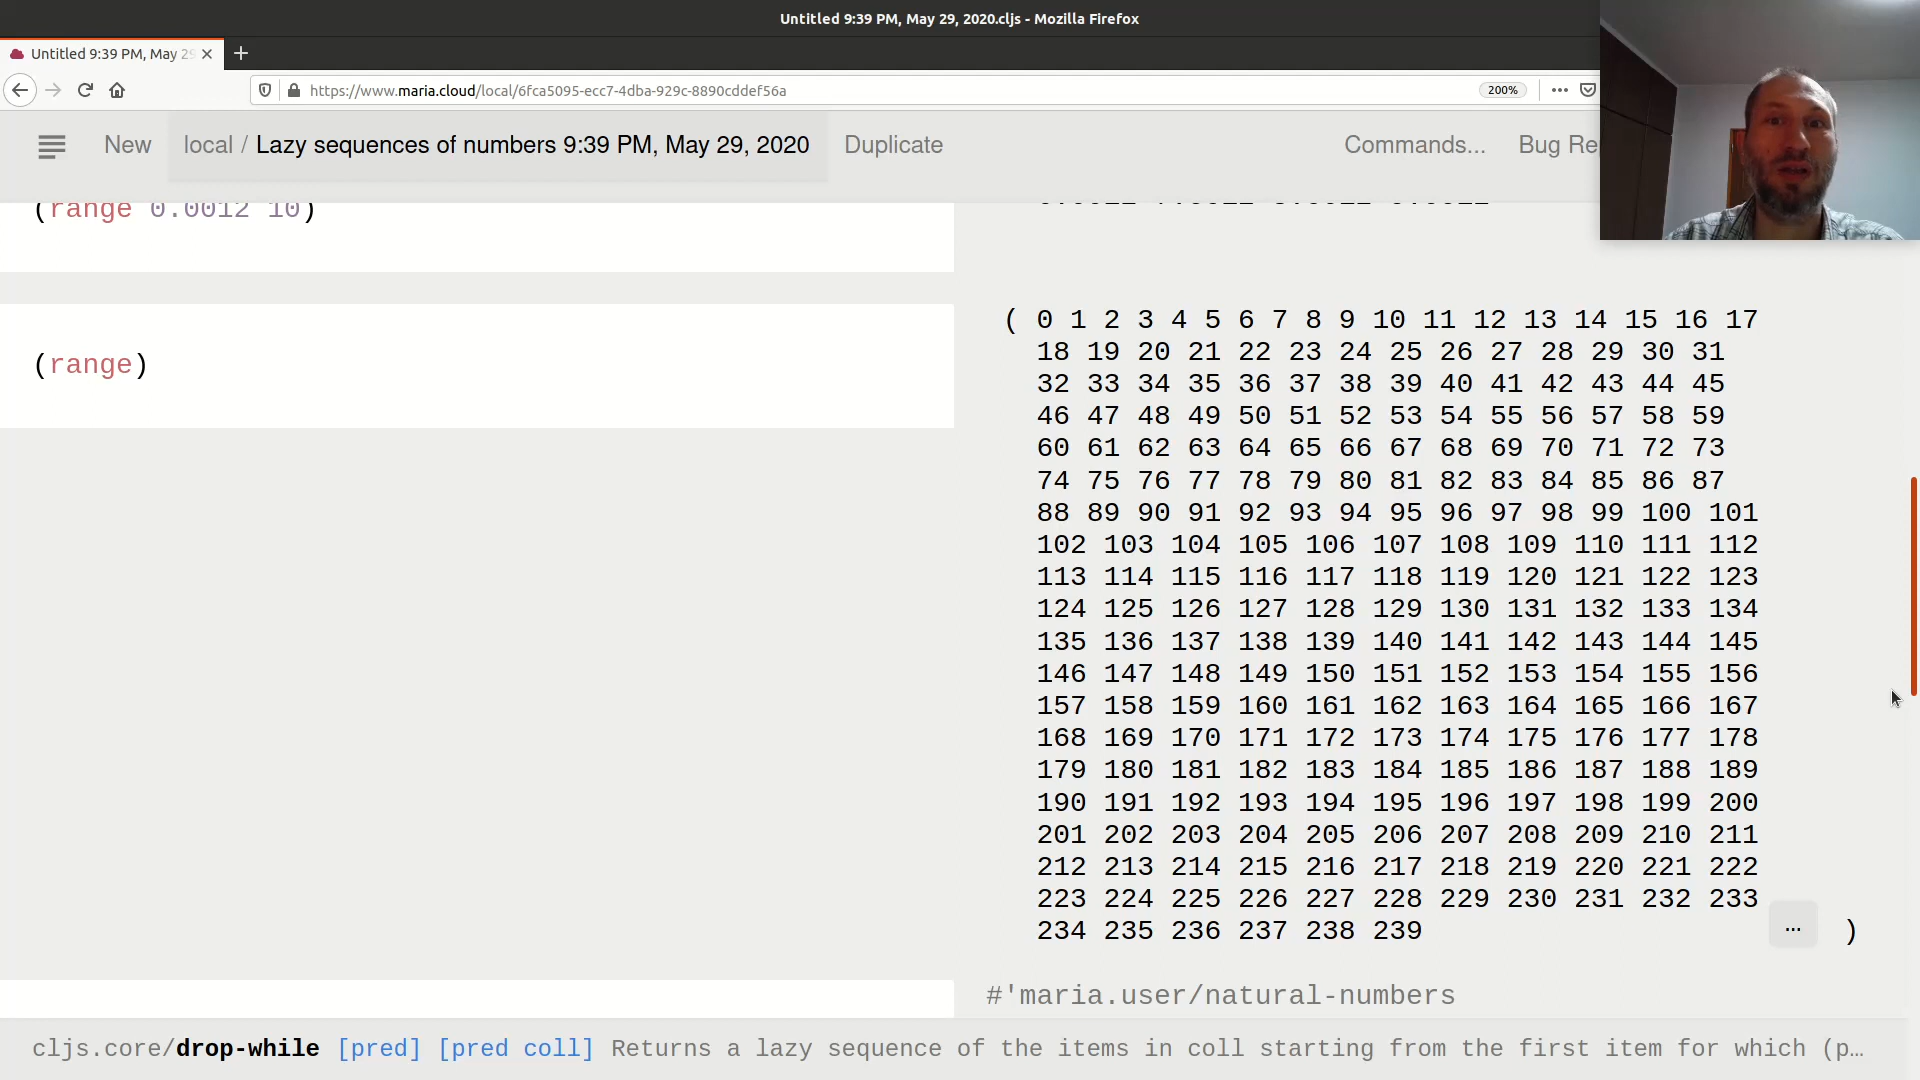 Untitled 9:39 PM, May 29, 2020.cljs - Mozilla Firefox
Untitled 9:39 PM, May 29
https://www.maria.cloud/local/6fca5095-ecc7-4dba-929c-8890cddef56a
200%
New
local / Lazy sequences of numbers 9:39 PM, May 29, 2020
Duplicate
Commands...
Bug Re
(range 0.0012 10)
(range)
( 0 1 2 3 4 5 6 7 8 9 10 11 12 13 14 15 16 17
18 19 20 21 22 23 24 25 26 27 28 29 30 31
32 33 34 35 36 37 38 39 40 41 42 43 44 45
46 47 48 49 50 51 52 53 54 55 56 57 58 59
60 61 62 63 64 65 66 67 68 69 70 71 72 73
74 75 76 77 78 79 80 81 82 83 84 85 86 87
88 89 90 91 92 93 94 95 96 97 98 99 100 101
102 103 104 105 106 107 108 109 110 111 112
113 114 115 116 117 118 119 120 121 122 123
124 125 126 127 128 129 130 131 132 133 134
135 136 137 138 139 140 141 142 143 144 145
146 147 148 149 150 151 152 153 154 155 156
157 158 159 160 161 162 163 164 165 166 167
168 169 170 171 172 173 174 175 176 177 178
179 180 181 182 183 184 185 186 187 188 189
190 191 192 193 194 195 196 197 198 199 200
201 202 203 204 205 206 207 208 209 210 211
212 213 214 215 216 217 218 219 220 221 222
223 224 225 226 227 228 229 230 231 232 233
234 235 236 237 238 239 ... )
#'maria.user/natural-numbers
cljs.core/drop-while [pred] [pred coll] Returns a lazy sequence of the items in coll starting from the first item for which (p…